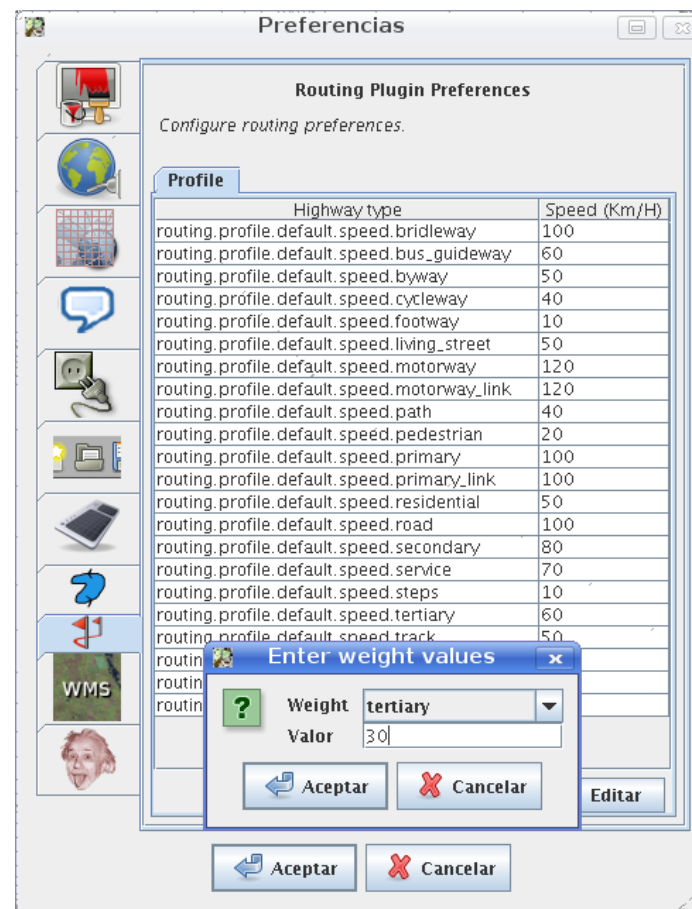 Preferencias
Routing Plugin Preferences
Configure routing preferences.
Profile
Highway type Speed (Km/H)
routing.profile.default.speed.bridleway 100
routing.profile.default.speed.bus_guideway 60
routing.profile.default.speed.byway 50
routing.profile.default.speed.cycleway 40
routing.profile.default.speed.footway 10
routing.profile.default.speed.living_street 50
routing.profile.default.speed.motorway 120
routing.profile.default.speed.motorway_link 120
routing.profile.default.speed.path 40
routing.profile.default.speed.pedestrian 20
routing.profile.default.speed.primary 100
routing.profile.default.speed.primary_link 100
routing.profile.default.speed.residential 50
routing.profile.default.speed.road 100
routing.profile.default.speed.secondary 80
routing.profile.default.speed.service 70
routing.profile.default.speed.steps 10
routing.profile.default.speed.tertiary 60
routing.profile.default.speed.track 50
routin
routin
routin
WMS
Enter weight values
Weight tertiary
Valor 30
Aceptar Cancelar
Editar
Aceptar Cancelar